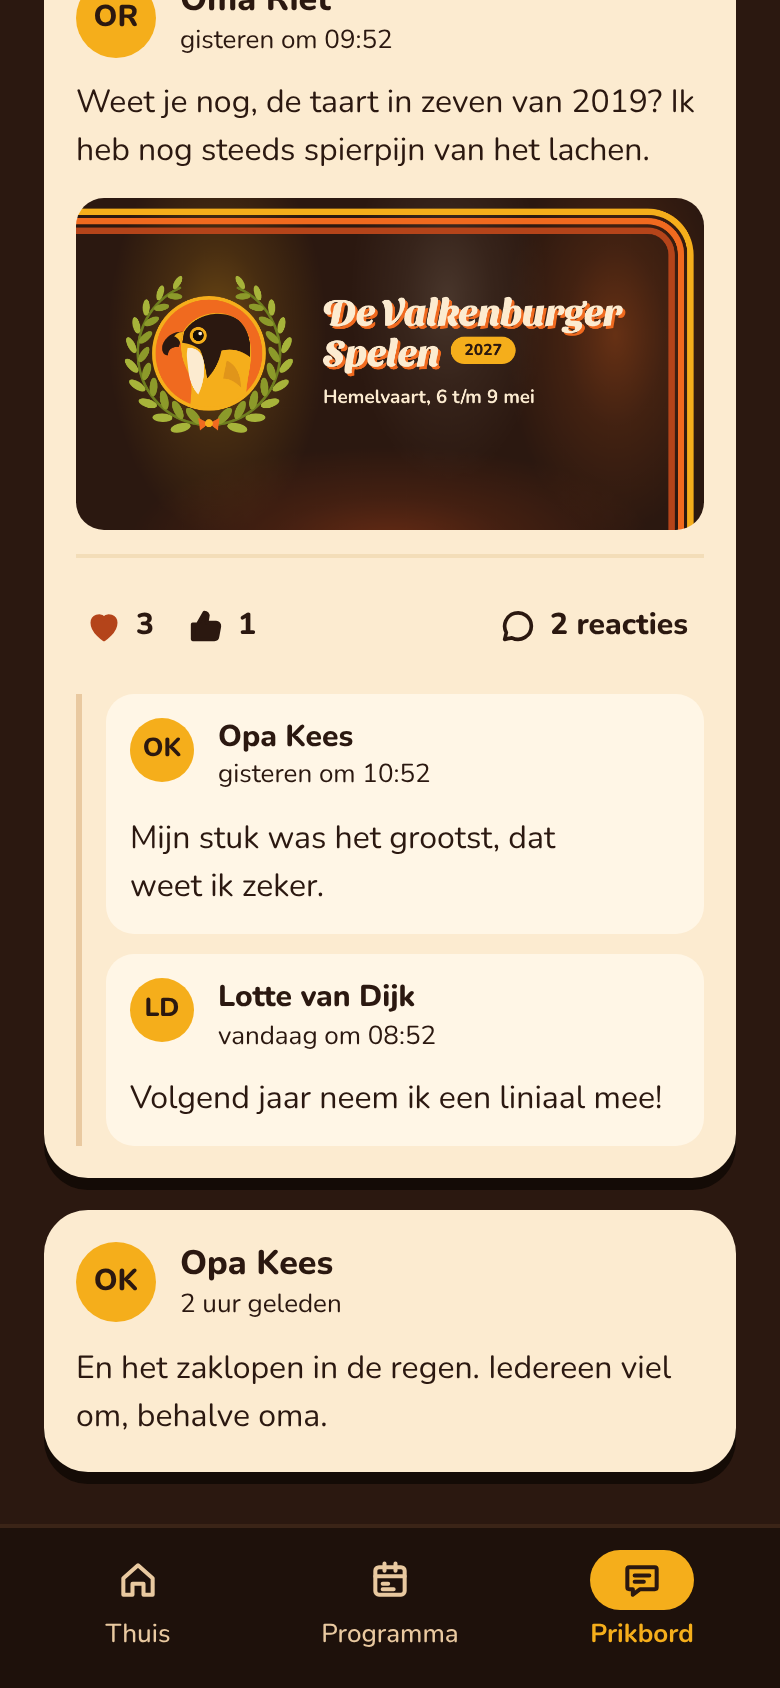 OR
Oma Riet
gisteren om 09:52
Weet je nog, de taart in zeven van 2019? Ik
heb nog steeds spierpijn van het lachen.
De Valkenburger
Spelen 2027
Hemelvaart, 6 t/m 9 mei
3
1
2 reacties
OK
Opa Kees
gisteren om 10:52
Mijn stuk was het grootst, dat
weet ik zeker.
LD
Lotte van Dijk
vandaag om 08:52
Volgend jaar neem ik een liniaal mee!
OK
Opa Kees
2 uur geleden
En het zaklopen in de regen. Iedereen viel
om, behalve oma.
Thuis
Programma
Prikbord